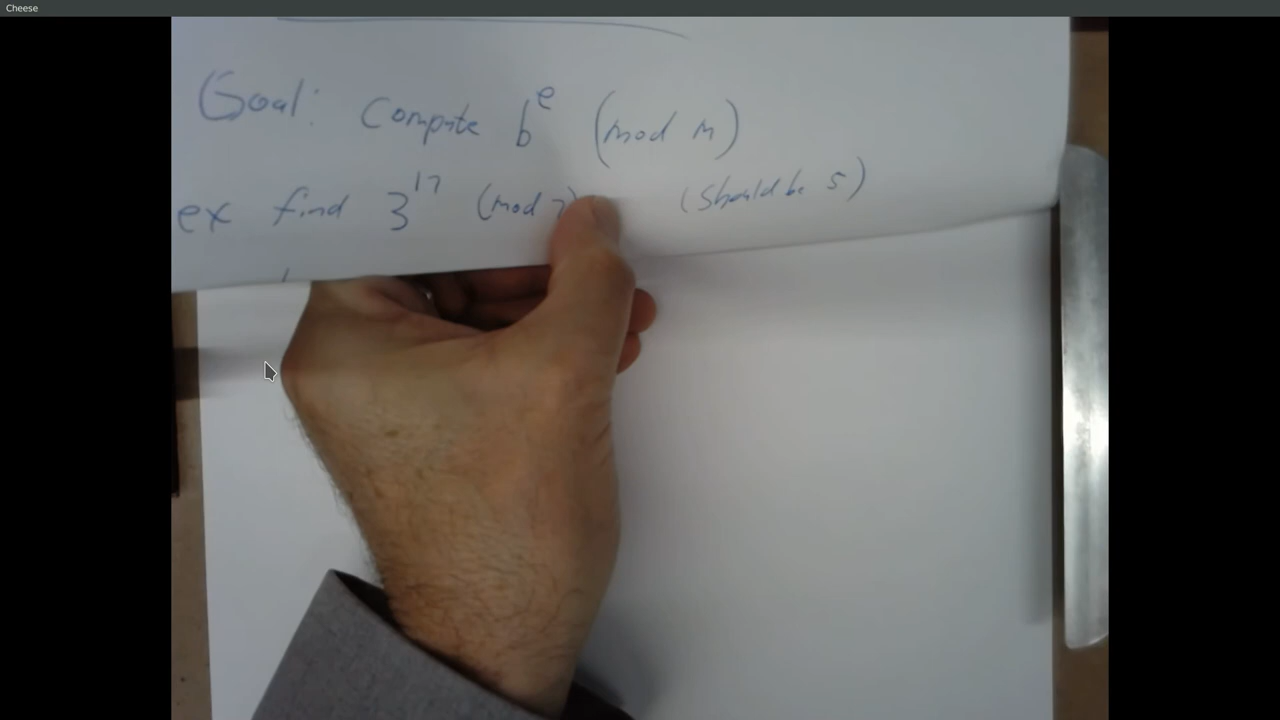 Cheese
Goal: Compute b^e (mod m)
ex find 3^17 (mod 7) (Should be 5)